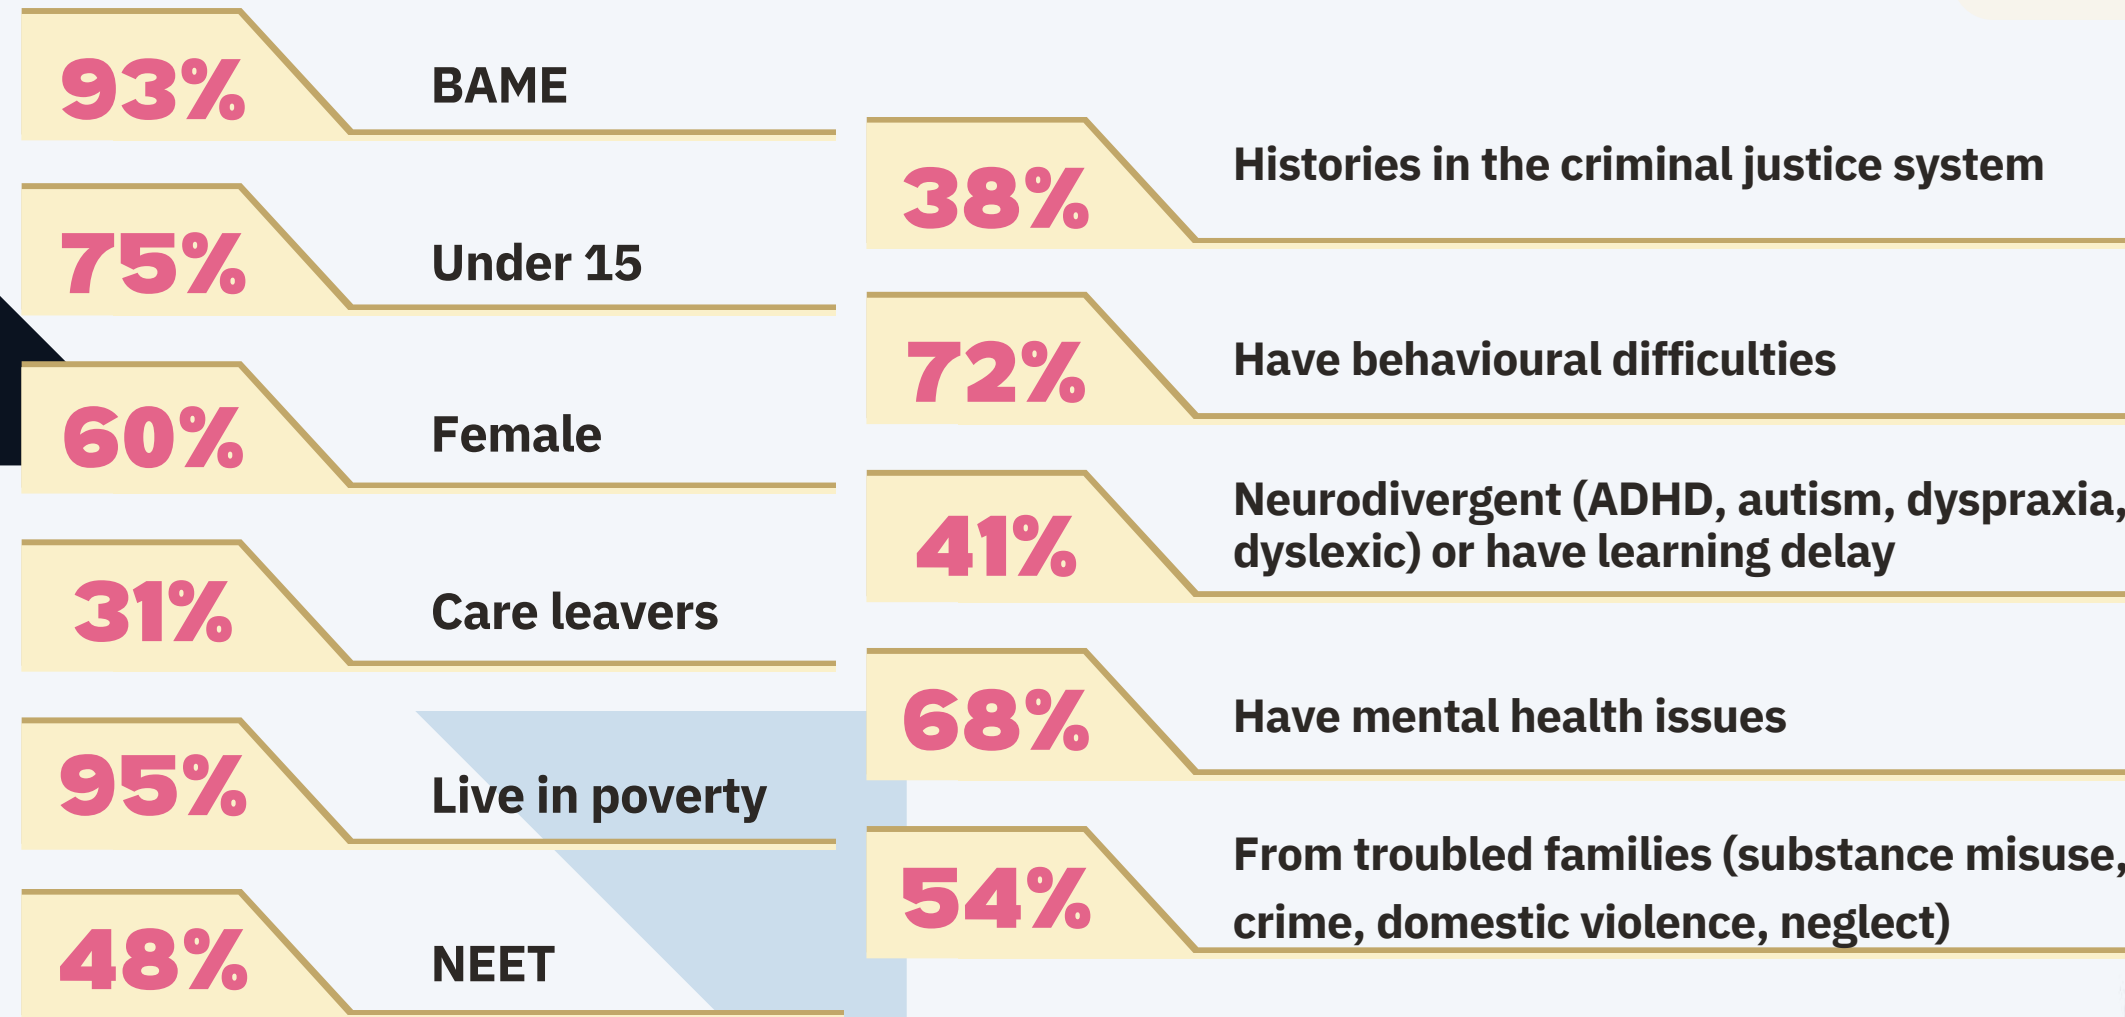 93%
BAME
75%
Under 15
60%
Female
31%
Care leavers
95%
Live in poverty
48%
NEET
38%
Histories in the criminal justice system
72%
Have behavioural difficulties
41%
Neurodivergent (ADHD, autism, dyspraxia,
dyslexic) or have learning delay
68%
Have mental health issues
54%
From troubled families (substance misuse,
crime, domestic violence, neglect)